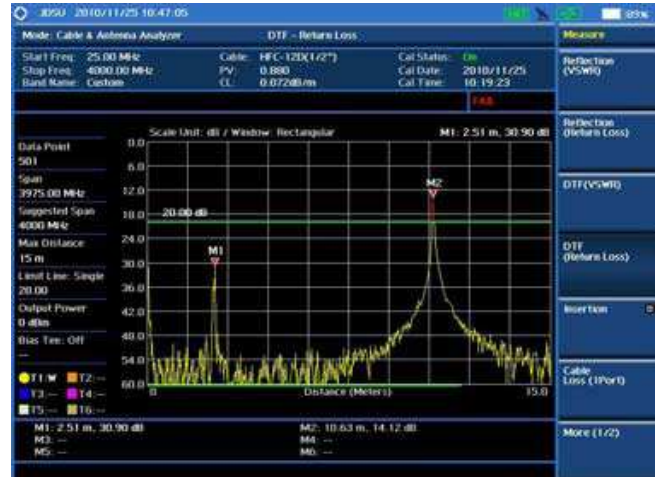 JDSU 2010/11/25 10:47:05
89%
Mode: Cable & Antenna Analyzer DTF - Return Loss
Measure
Start Freq: 25.00 MHz Cable: HFC-12D(1/2") Cal Status: On
Stop Freq: 4000.00 MHz PV: 0.880 Cal Date: 2010/11/25
Band Name: Custom CL: 0.072dB/m Cal Time: 10:19:23
FAIL
Scale Unit: dB / Window: Rectangular M1: 2.51 m, 30.90 dB
Data Point
501
Span
3975.00 MHz
Suggested Span
4000 MHz
Max Distance
15 m
Limit Line: Single
20.00
Output Power
0 dBm
Bias Tee: Off
--
T1:W T2:--
T3:-- T4:--
T5:-- T6:--
0.0
6.0
12.0
18.0
24.0
30.0
36.0
42.0
48.0
54.0
60.0
20.00 dB
M1
M2
0 Distance (Meters) 15.0
M1: 2.51 m, 30.90 dB M2: 10.63 m, 14.12 dB
M3: -- M4: --
M5: -- M6: --
Reflection
(VSWR)
Reflection
(Return Loss)
DTF(VSWR)
DTF
(Return Loss)
Insertion
Cable
Loss (1Port)
More (1/2)